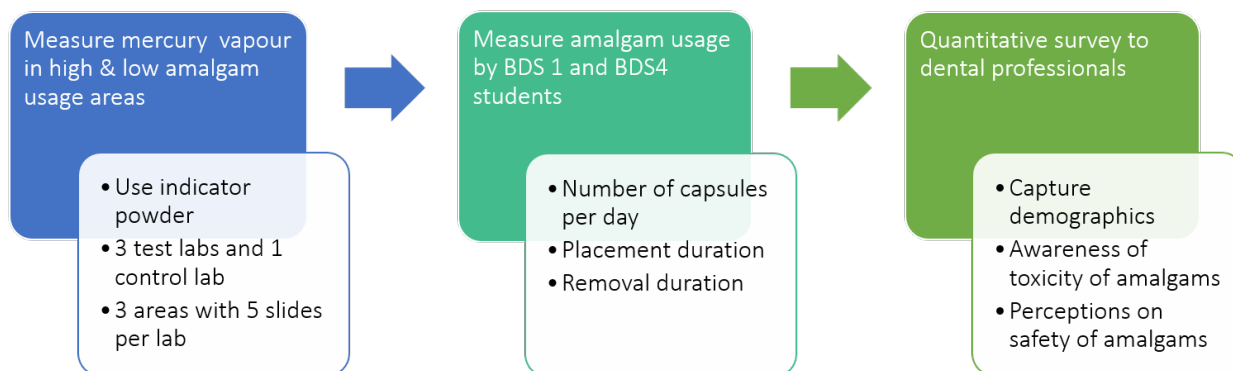 Measure mercury vapour
in high & low amalgam
usage areas
• Use indicator
powder
• 3 test labs and 1
control lab
• 3 areas with 5 slides
per lab
Measure amalgam usage
by BDS 1 and BDS4
students
• Number of capsules
per day
• Placement duration
• Removal duration
Quantitative survey to
dental professionals
• Capture
demographics
• Awareness of
toxicity of amalgams
• Perceptions on
safety of amalgams